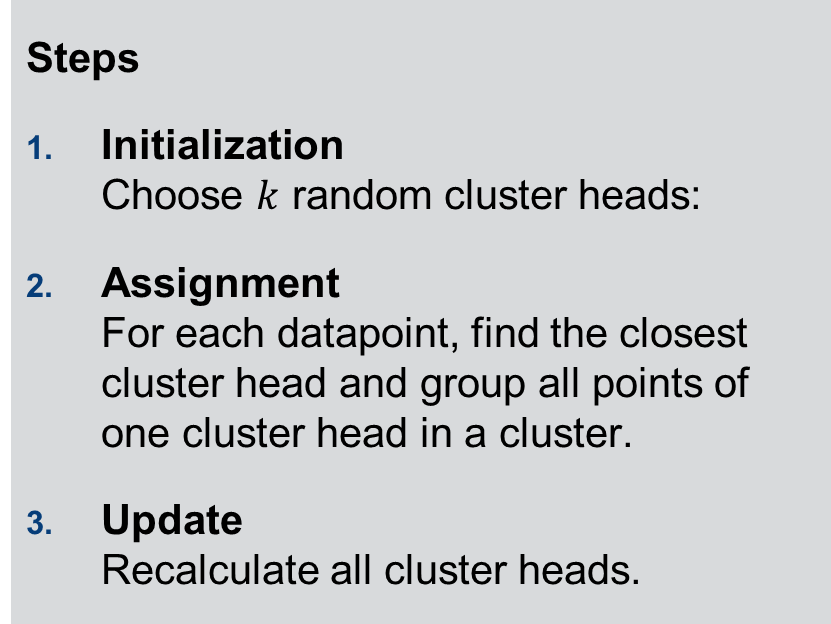 Steps
1. Initialization
Choose k random cluster heads:
2. Assignment
For each datapoint, find the closest
cluster head and group all points of
one cluster head in a cluster.
3. Update
Recalculate all cluster heads.